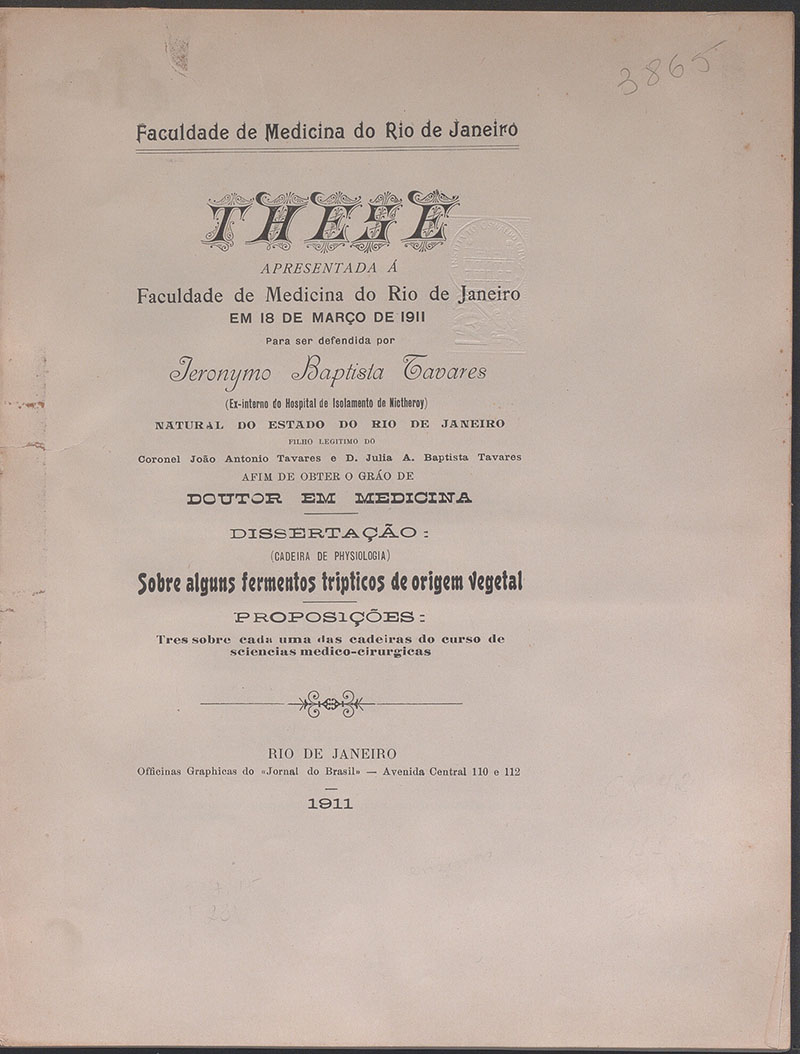 3865
Faculdade de Medicina do Rio de Janeiro
THESE
APRESENTADA Á
Faculdade de Medicina do Rio de Janeiro
EM 18 DE MARÇO DE 1911
Para ser defendida por
Jeronymo Baptista Tavares
(Ex-interno do Hospital de Isolamento de Nictheroy)
NATURAL DO ESTADO DO RIO DE JANEIRO
FILHO LEGITIMO DO
Coronel João Antonio Tavares e D. Julia A. Baptista Tavares
AFIM DE OBTER O GRÁO DE
DOUTOR EM MEDICINA
DISSERTAÇÃO:
(CADEIRA DE PHYSIOLOGIA)
Sobre alguns fermentos tripticos de origem vegetal
PROPOSIÇÕES:
Tres sobre cada uma das cadeiras do curso de
sciencias medico-cirurgicas
RIO DE JANEIRO
Officinas Graphicas do «Jornal do Brasil» — Avenida Central 110 e 112
1911